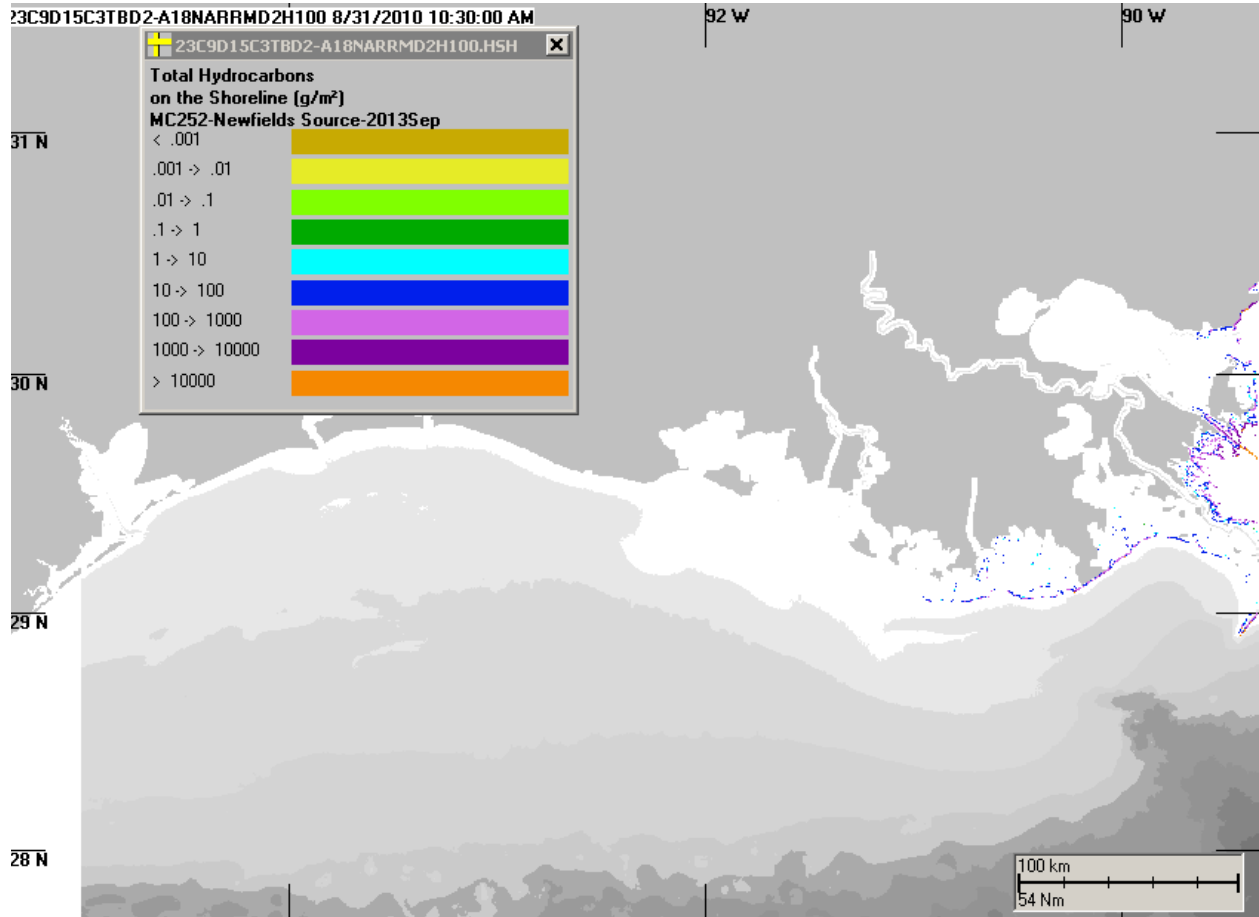 23C9D15C3TBD2-A18NARRMD2H100 8/31/2010 10:30:00 AM
92 W
90 W
23C9D15C3TBD2-A18NARRMD2H100.HSH
Total Hydrocarbons
on the Shoreline (g/m²)
MC252-Newfields Source-2013Sep
< .001
.001 -> .01
.01 -> .1
.1 -> 1
1 -> 10
10 -> 100
100 -> 1000
1000 -> 10000
> 10000
31 N
30 N
29 N
28 N
100 km
54 Nm